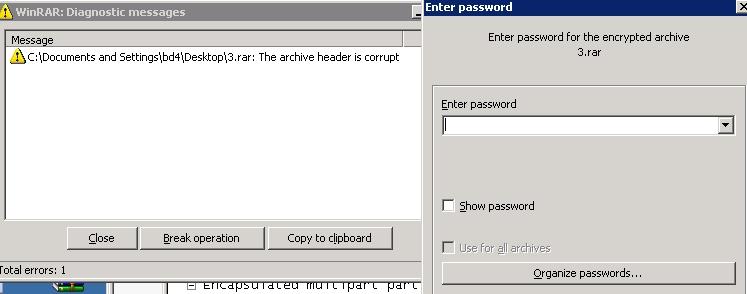 WinRAR: Diagnostic messages
Message
C:\Documents and Settings\bd4\Desktop\3.rar: The archive header is corrupt
Close
Break operation
Copy to clipboard
Total errors: 1
Encapsulated multipart part
Enter password
Enter password for the encrypted archive
3.rar
Enter password
Show password
Use for all archives
Organize passwords...